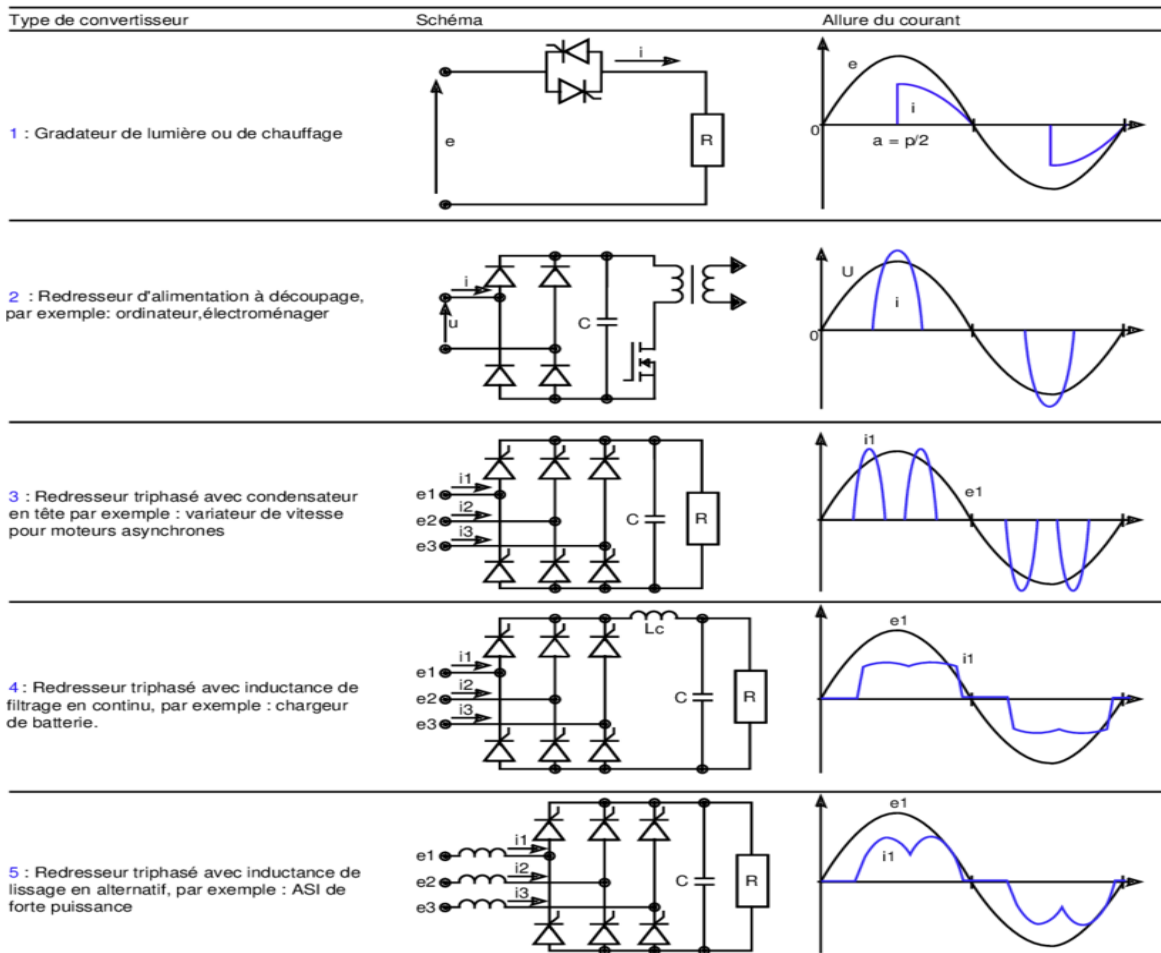 Type de convertisseur Schéma Allure du courant
1 : Gradateur de lumière ou de chauffage
i
e
R
e
i
0
a = p/2
2 : Redresseur d'alimentation à découpage,
par exemple: ordinateur,électroménager
i
u
C
U
i
0
3 : Redresseur triphasé avec condensateur
en tête par exemple : variateur de vitesse
pour moteurs asynchrones
i1
e1
i2
e2
i3
e3
C
R
i1
e1
4 : Redresseur triphasé avec inductance de
filtrage en continu, par exemple : chargeur
de batterie.
Lc
i1
e1
i2
e2
i3
e3
C
R
e1
i1
5 : Redresseur triphasé avec inductance de
lissage en alternatif, par exemple : ASI de
forte puissance
i1
e1
i2
e2
i3
e3
C
R
e1
i1